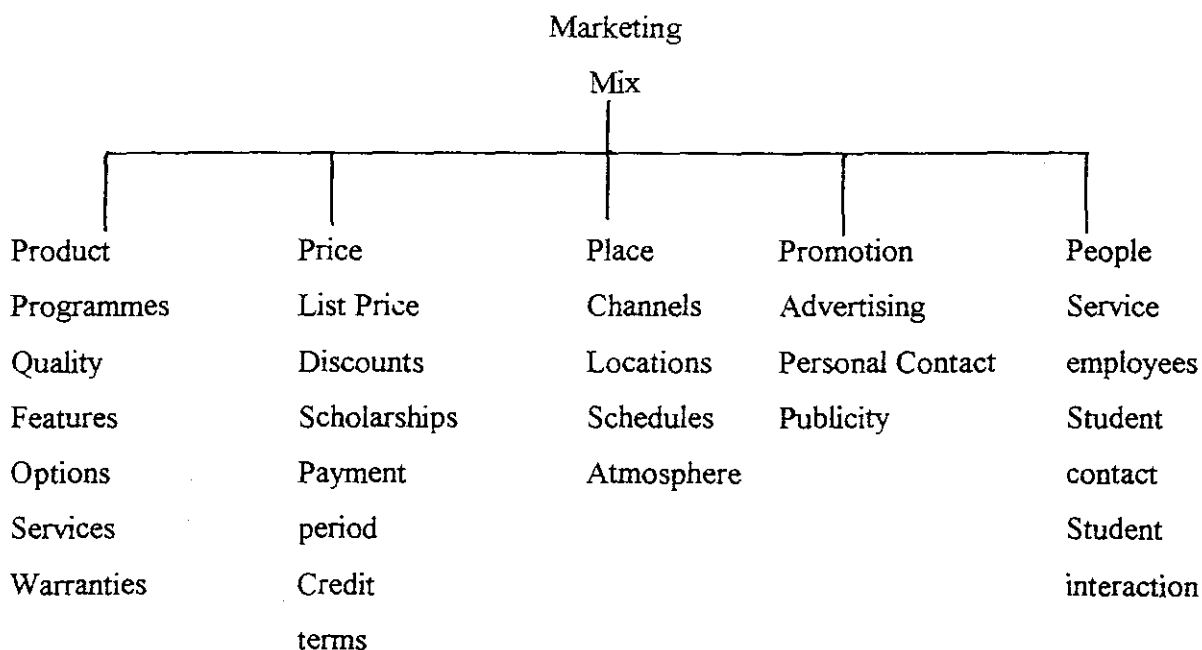 Marketing
Mix
Product
Programmes
Quality
Features
Options
Services
Warranties
Price
List Price
Discounts
Scholarships
Payment
period
Credit
terms
Place
Channels
Locations
Schedules
Atmosphere
Promotion
Advertising
Personal Contact
Publicity
People
Service
employees
Student
contact
Student
interaction